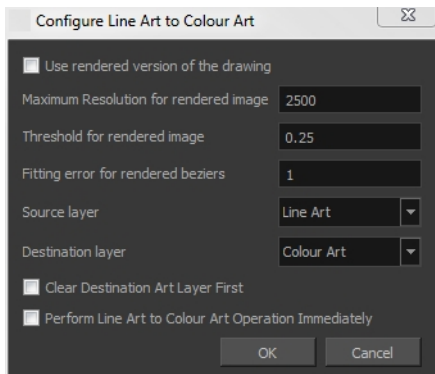 Configure Line Art to Colour Art
Use rendered version of the drawing
Maximum Resolution for rendered image 2500
Threshold for rendered image 0.25
Fitting error for rendered beziers 1
Source layer Line Art
Destination layer Colour Art
Clear Destination Art Layer First
Perform Line Art to Colour Art Operation Immediately
OK Cancel